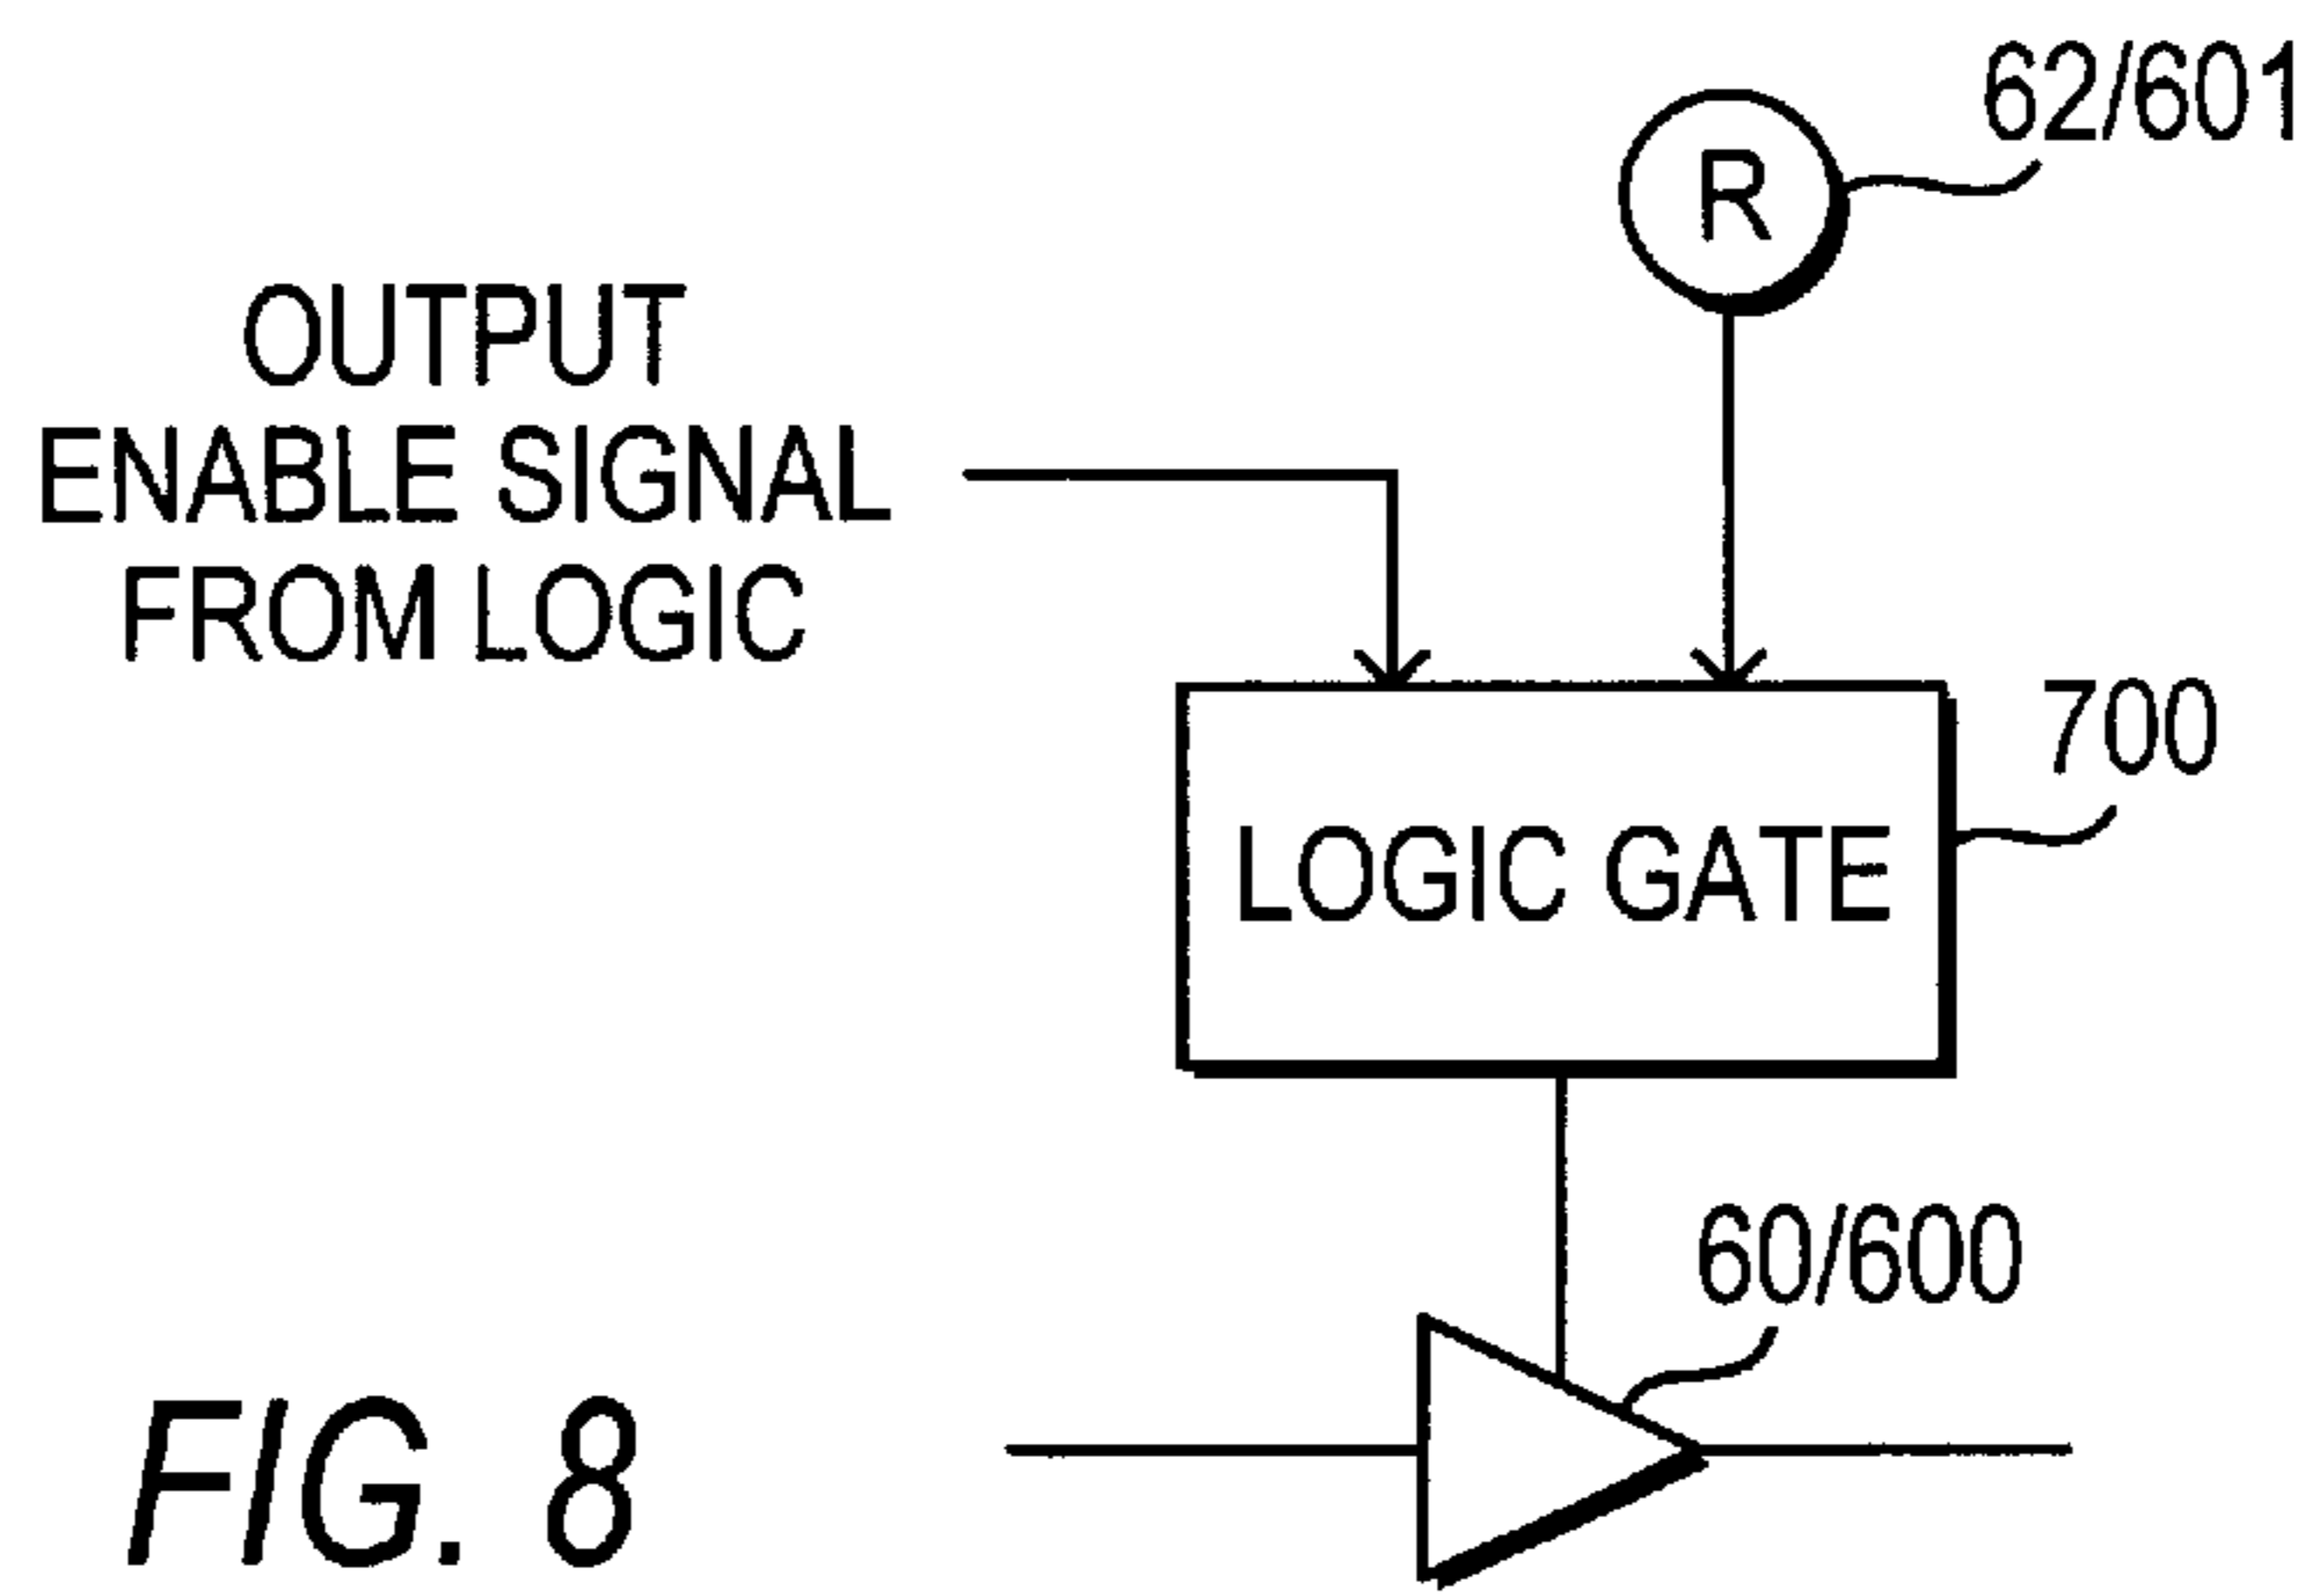 62/601
R
OUTPUT
ENABLE SIGNAL
FROM LOGIC
700
LOGIC GATE
60/600
FIG. 8